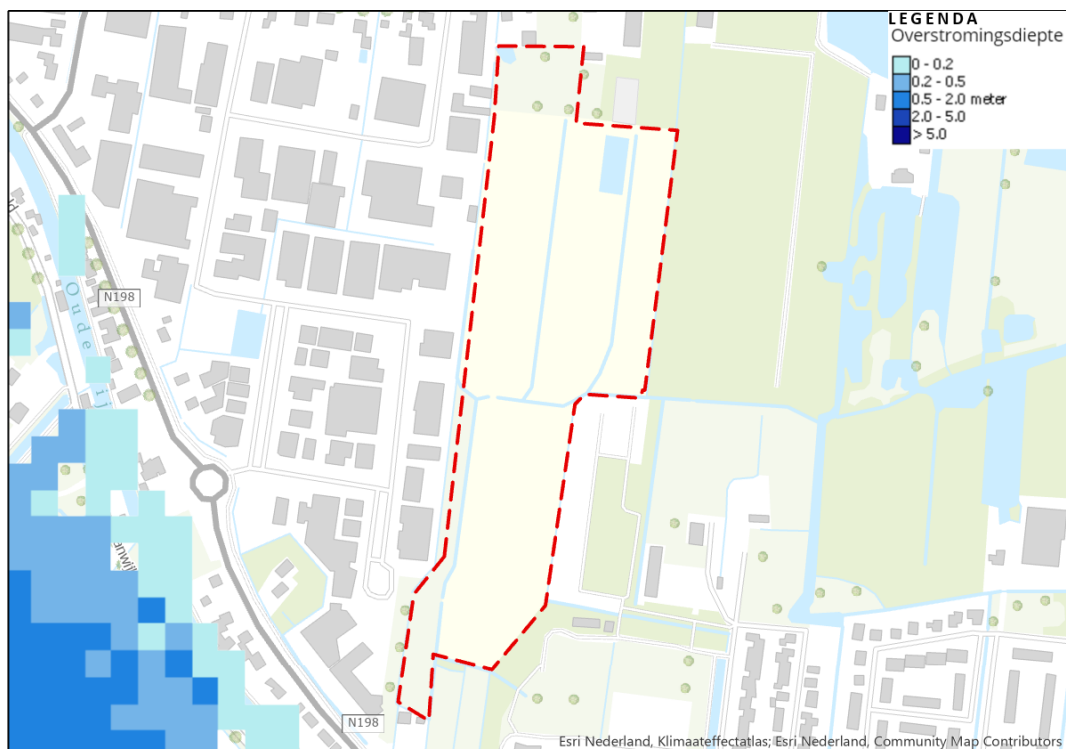 LEGENDA
Overstromingsdiepte
0 - 0.2
0.2 - 0.5
0.5 - 2.0 meter
2.0 - 5.0
> 5.0
N198
Oude
N198
Esri Nederland, Klimaateffectatlas; Esri Nederland, Community Map Contributors